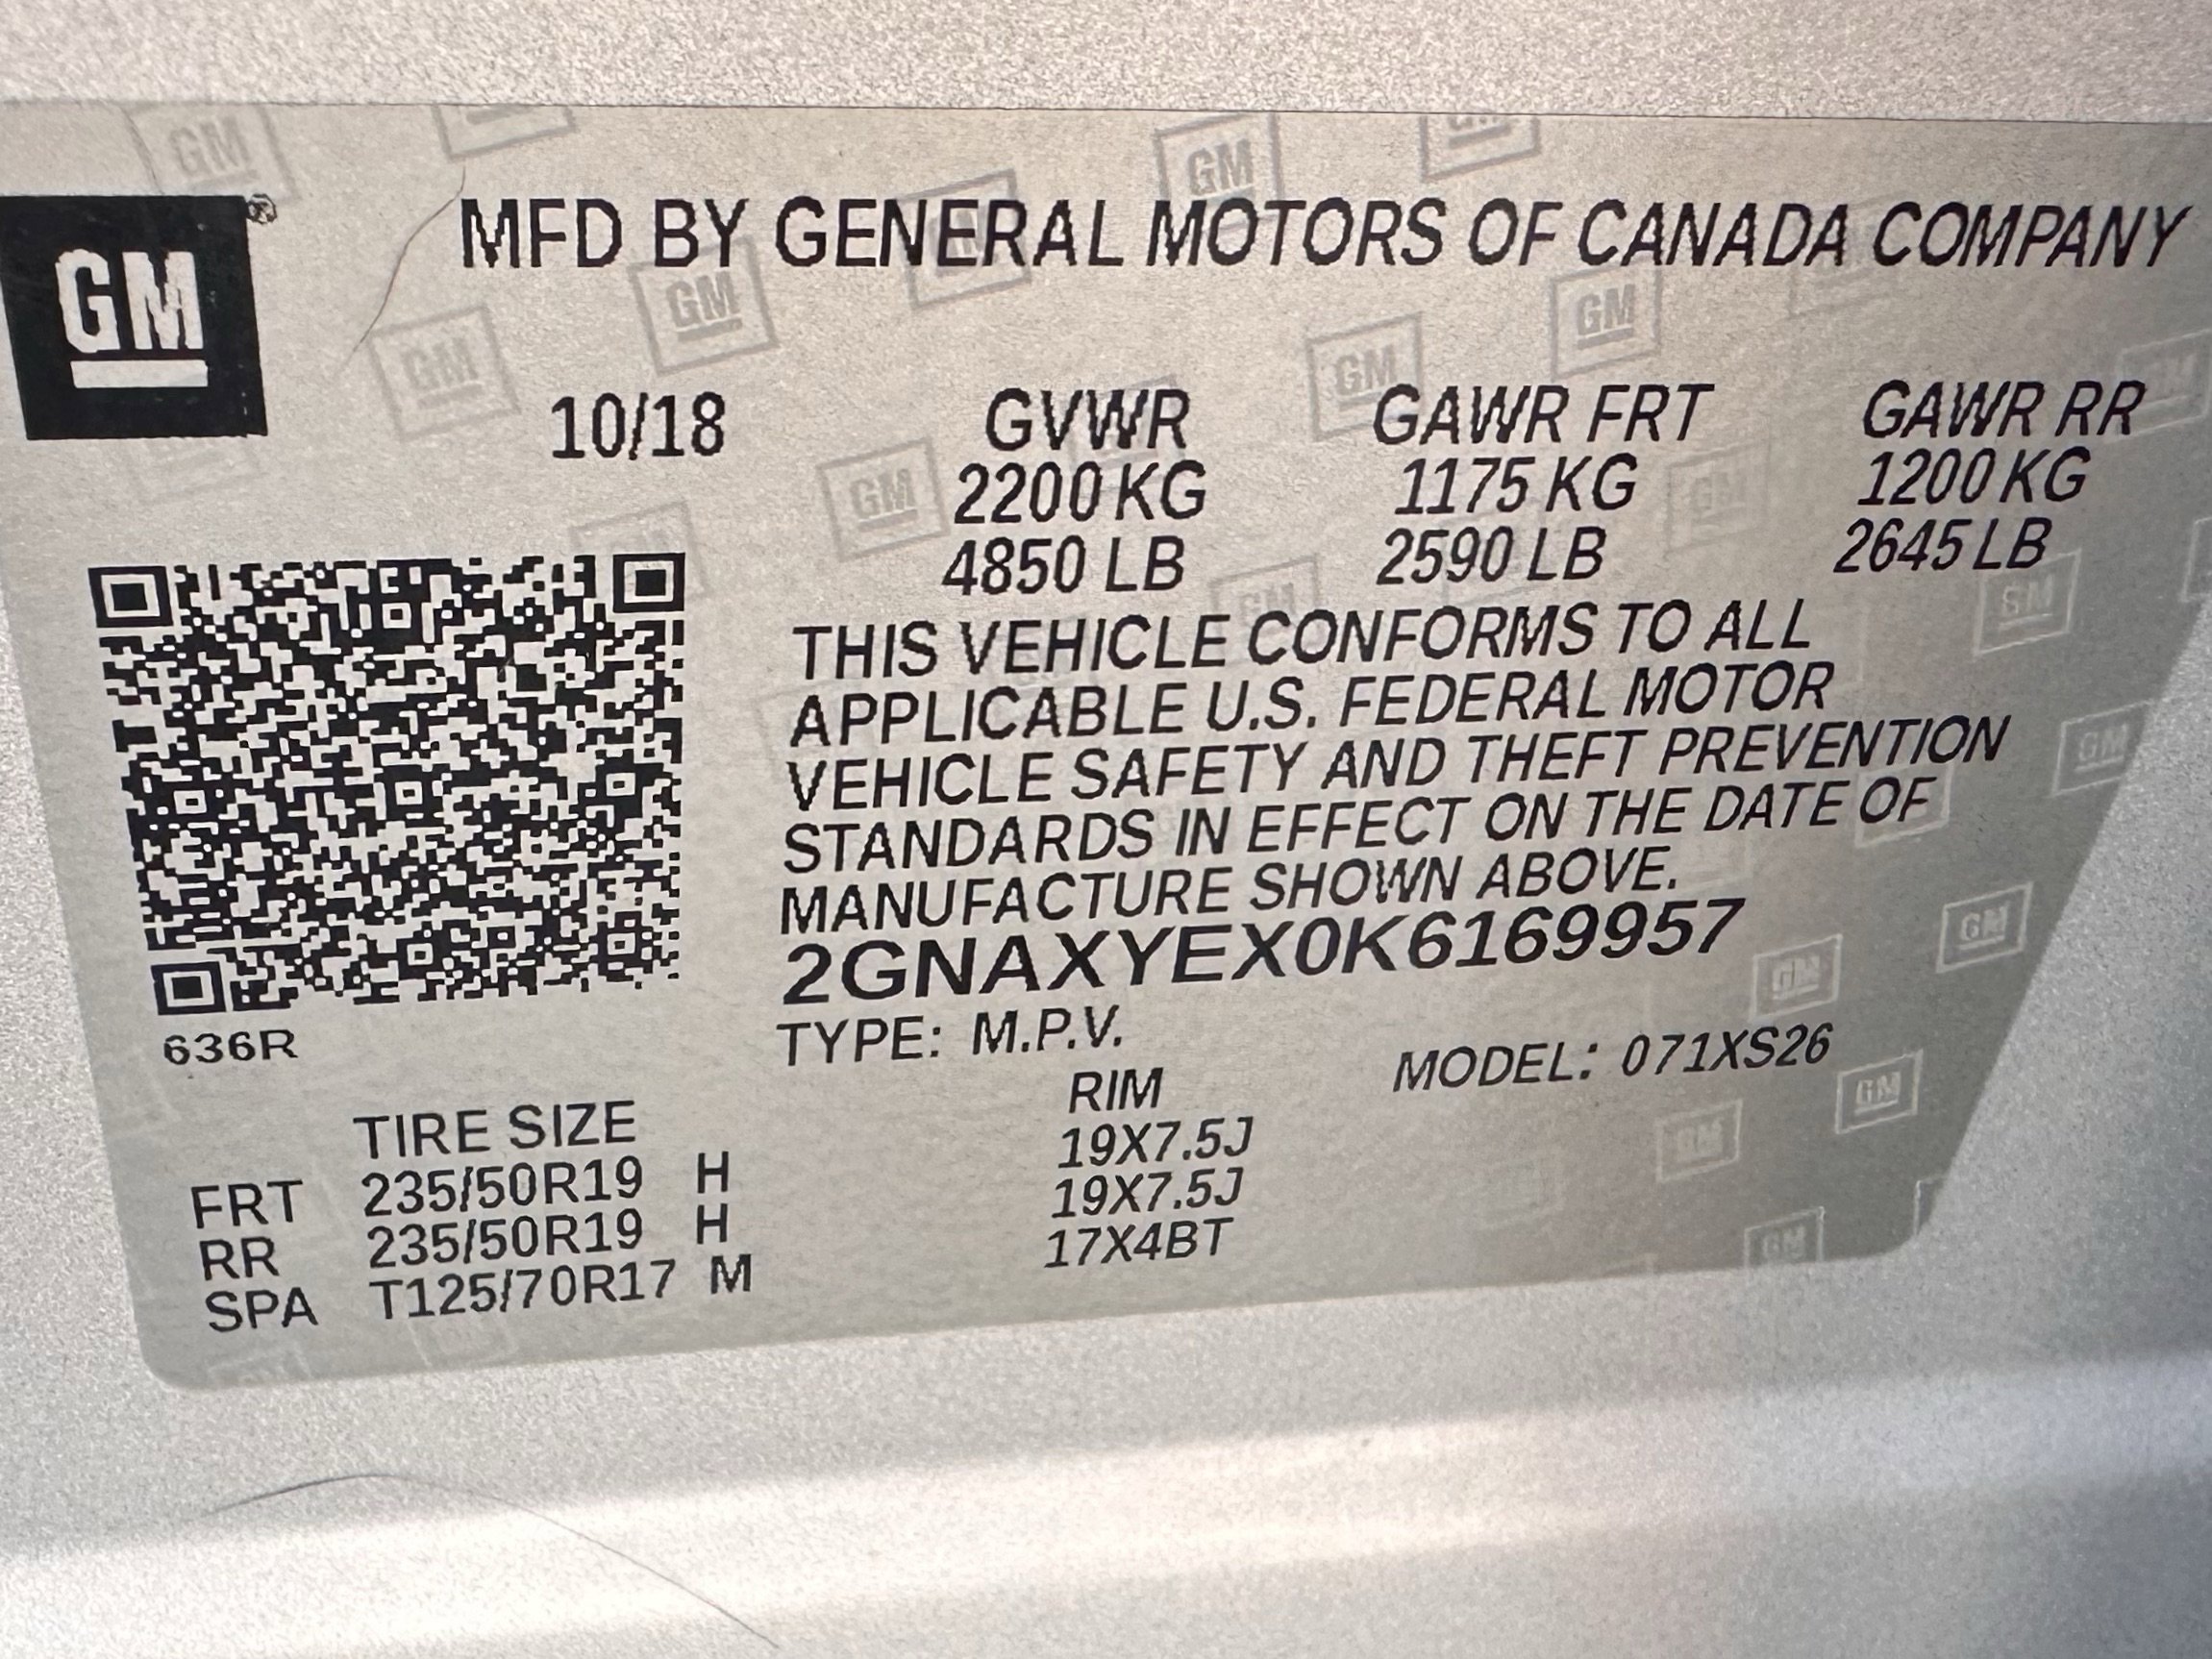 GM
®
MFD BY GENERAL MOTORS OF CANADA COMPANY
10/18
GVWR GAWR FRT GAWR RR
2200 KG 1175 KG 1200 KG
4850 LB 2590 LB 2645 LB
THIS VEHICLE CONFORMS TO ALL
APPLICABLE U.S. FEDERAL MOTOR
VEHICLE SAFETY AND THEFT PREVENTION
STANDARDS IN EFFECT ON THE DATE OF
MANUFACTURE SHOWN ABOVE.
2GNAXYEX0K6169957
636R
TYPE: M.P.V. MODEL: 071XS26
TIRE SIZE RIM
FRT 235/50R19 H 19X7.5J
RR 235/50R19 H 19X7.5J
SPA T125/70R17 M 17X4BT